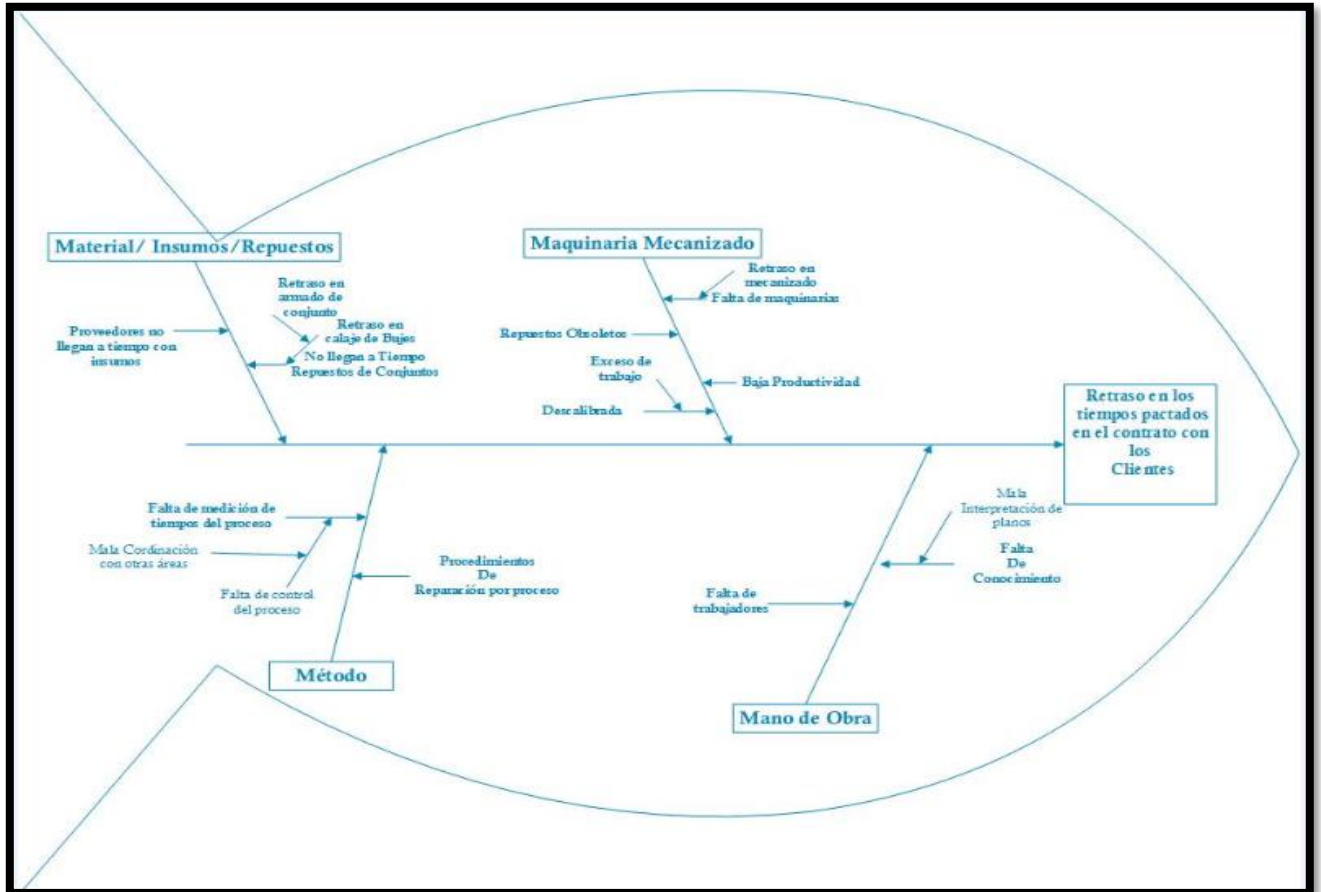 Material/ Insumos/Repuestos
Retraso en
armado de
conjunto
Proveedores no
llegan a tiempo con
insumos
Retraso en
calaje de Bujes
No llegan a Tiempo
Repuestos de Conjuntos
Maquinaria Mecanizado
Retraso en
mecanizado
Falta de maquinarias
Repuestos Obsoletos
Exceso de
trabajo
Baja Productividad
Descalibrada
Retraso en los
tiempos pactados
en el contrato con
los
Clientes
Falta de medición de
tiempos del proceso
Mala Cordinación
con otras áreas
Falta de control
del proceso
Procedimientos
De
Reparación por proceso
Método
Mala
Interpretación de
planos
Falta
De
Conocimiento
Falta de
trabajadores
Mano de Obra